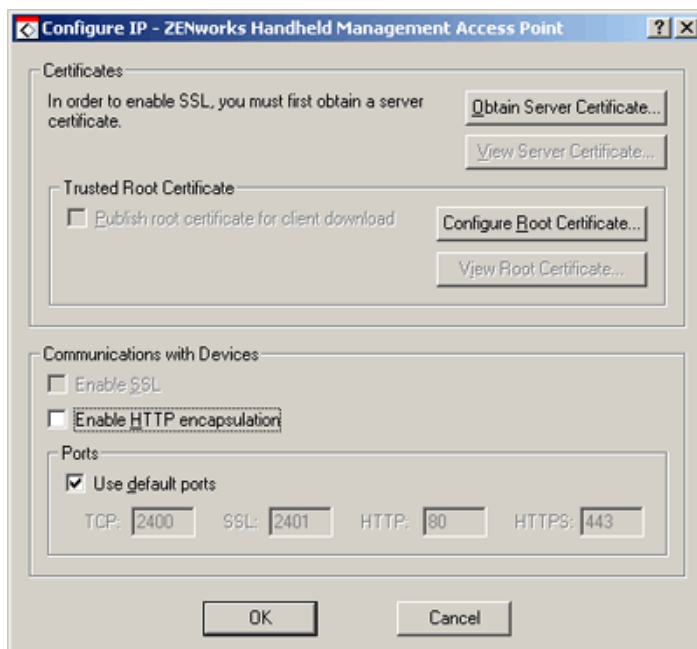 Configure IP - ZENworks Handheld Management Access Point
Certificates
In order to enable SSL, you must first obtain a server
certificate.
Obtain Server Certificate...
View Server Certificate...
Trusted Root Certificate
Publish root certificate for client download
Configure Root Certificate...
View Root Certificate...
Communications with Devices
Enable SSL
Enable HTTP encapsulation
Ports
Use default ports
TCP: 2400 SSL: 2401 HTTP: 80 HTTPS: 443
OK Cancel